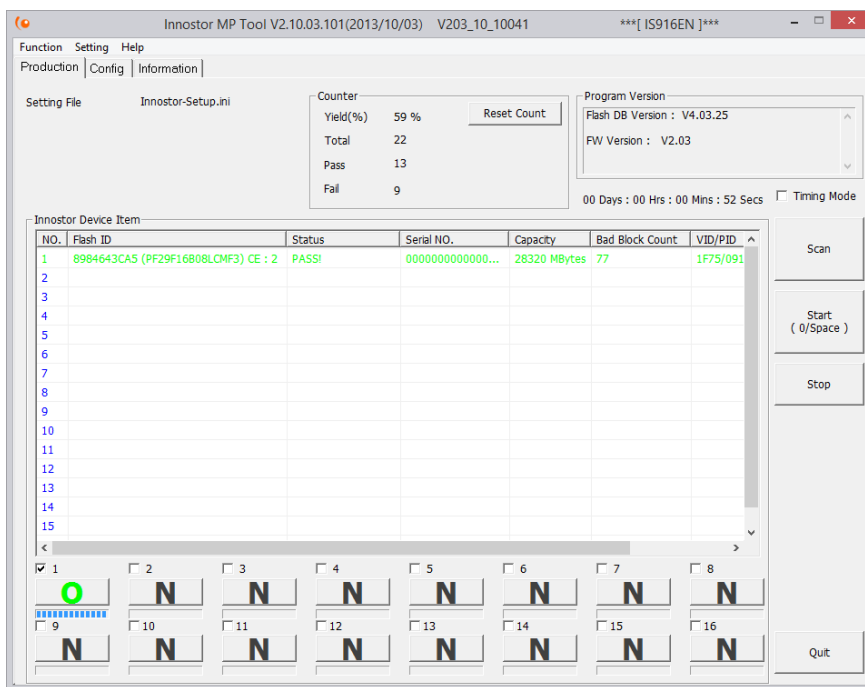 Innostor MP Tool V2.10.03.101(2013/10/03) V203_10_10041 ***[ IS916EN ]***
Function Setting Help
Production Config Information
Setting File Innostor-Setup.ini
Counter
Yield(%) 59 %
Reset Count
Total 22
Pass 13
Fail 9
Program Version
Flash DB Version : V4.03.25
FW Version : V2.03
00 Days : 00 Hrs : 00 Mins : 52 Secs
Timing Mode
Innostor Device Item
NO. Flash ID Status Serial NO. Capacity Bad Block Count VID/PID
1 8984643CA5 (PF29F16B08LCMF3) CE : 2 PASS! 0000000000000... 28320 MBytes 77 1F75/091
2
3
4
5
6
7
8
9
10
11
12
13
14
15
Scan
Start
( 0/Space )
Stop
1 2 3 4 5 6 7 8
O N N N N N N N
9 10 11 12 13 14 15 16
N N N N N N N N
Quit